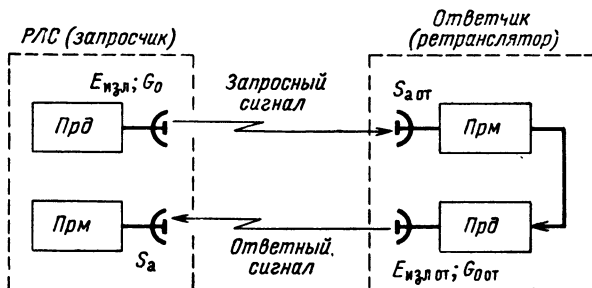 РЛС (запросчик)
Ответчик
(ретранслятор)
Eизл; G0
Запросный
сигнал
Sа от
Прд
Прм
Прм
Прд
Sа
Ответный
сигнал
Eизл от; G0 от